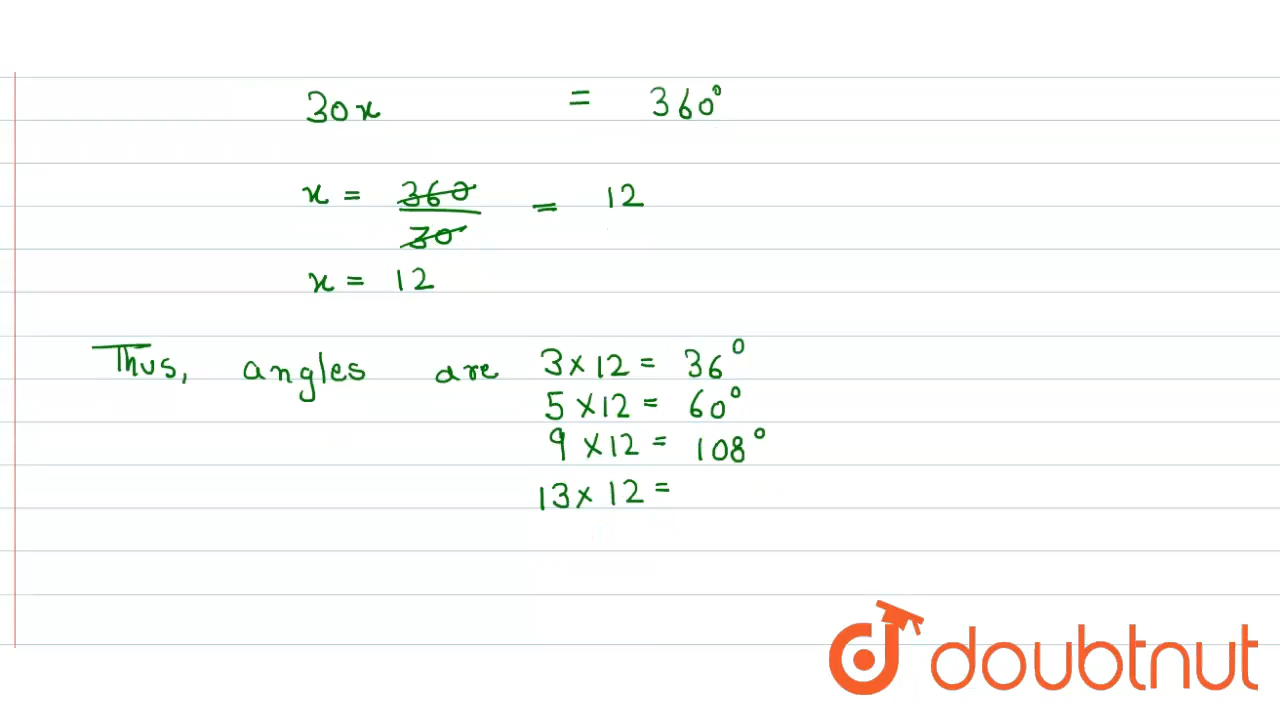 30x = 360°
x = 360/30 = 12
x = 12
Thus, angles are 3×12 = 36°
5×12 = 60°
9×12 = 108°
13×12 =
doubtnut